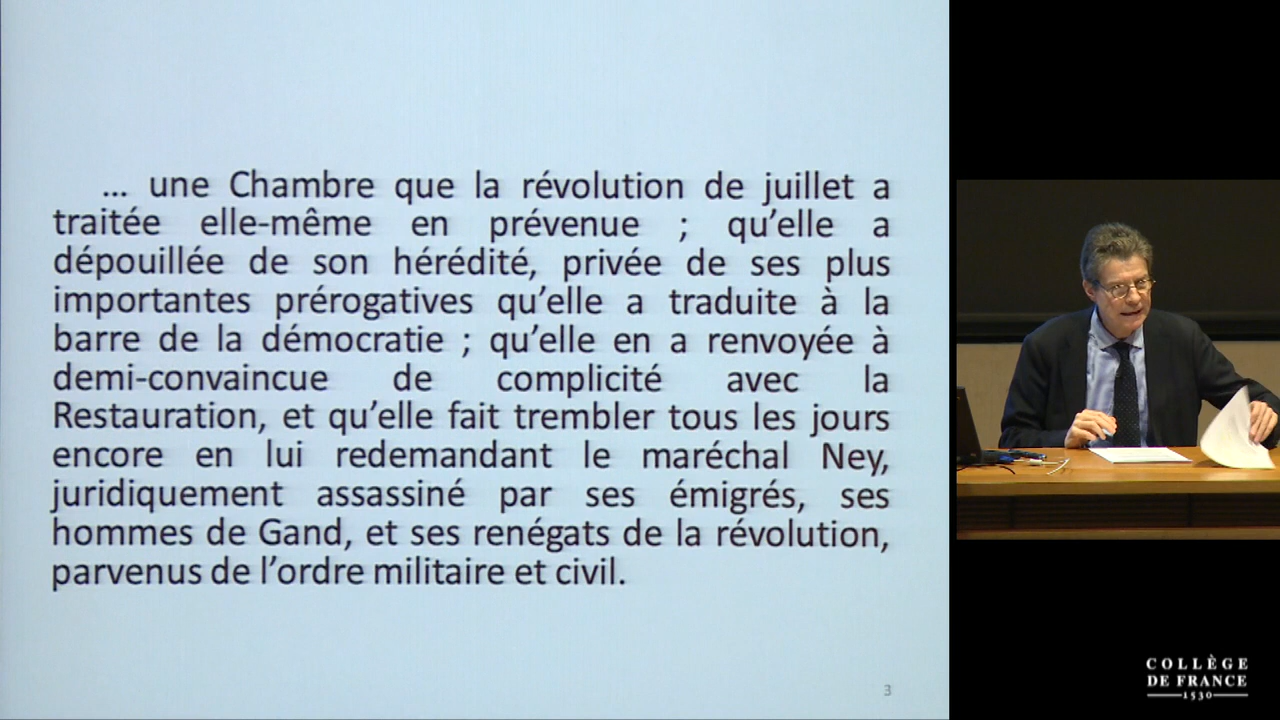 ... une Chambre que la révolution de juillet a
traitée elle-même en prévenue ; qu’elle a
dépouillée de son hérédité, privée de ses plus
importantes prérogatives qu’elle a traduite à la
barre de la démocratie ; qu’elle en a renvoyée à
demi-convaincue de complicité avec la
Restauration, et qu’elle fait trembler tous les jours
encore en lui redemandant le maréchal Ney,
juridiquement assassiné par ses émigrés, ses
hommes de Gand, et ses renégats de la révolution,
parvenus de l’ordre militaire et civil.
3
COLLÈGE
DE FRANCE
1530